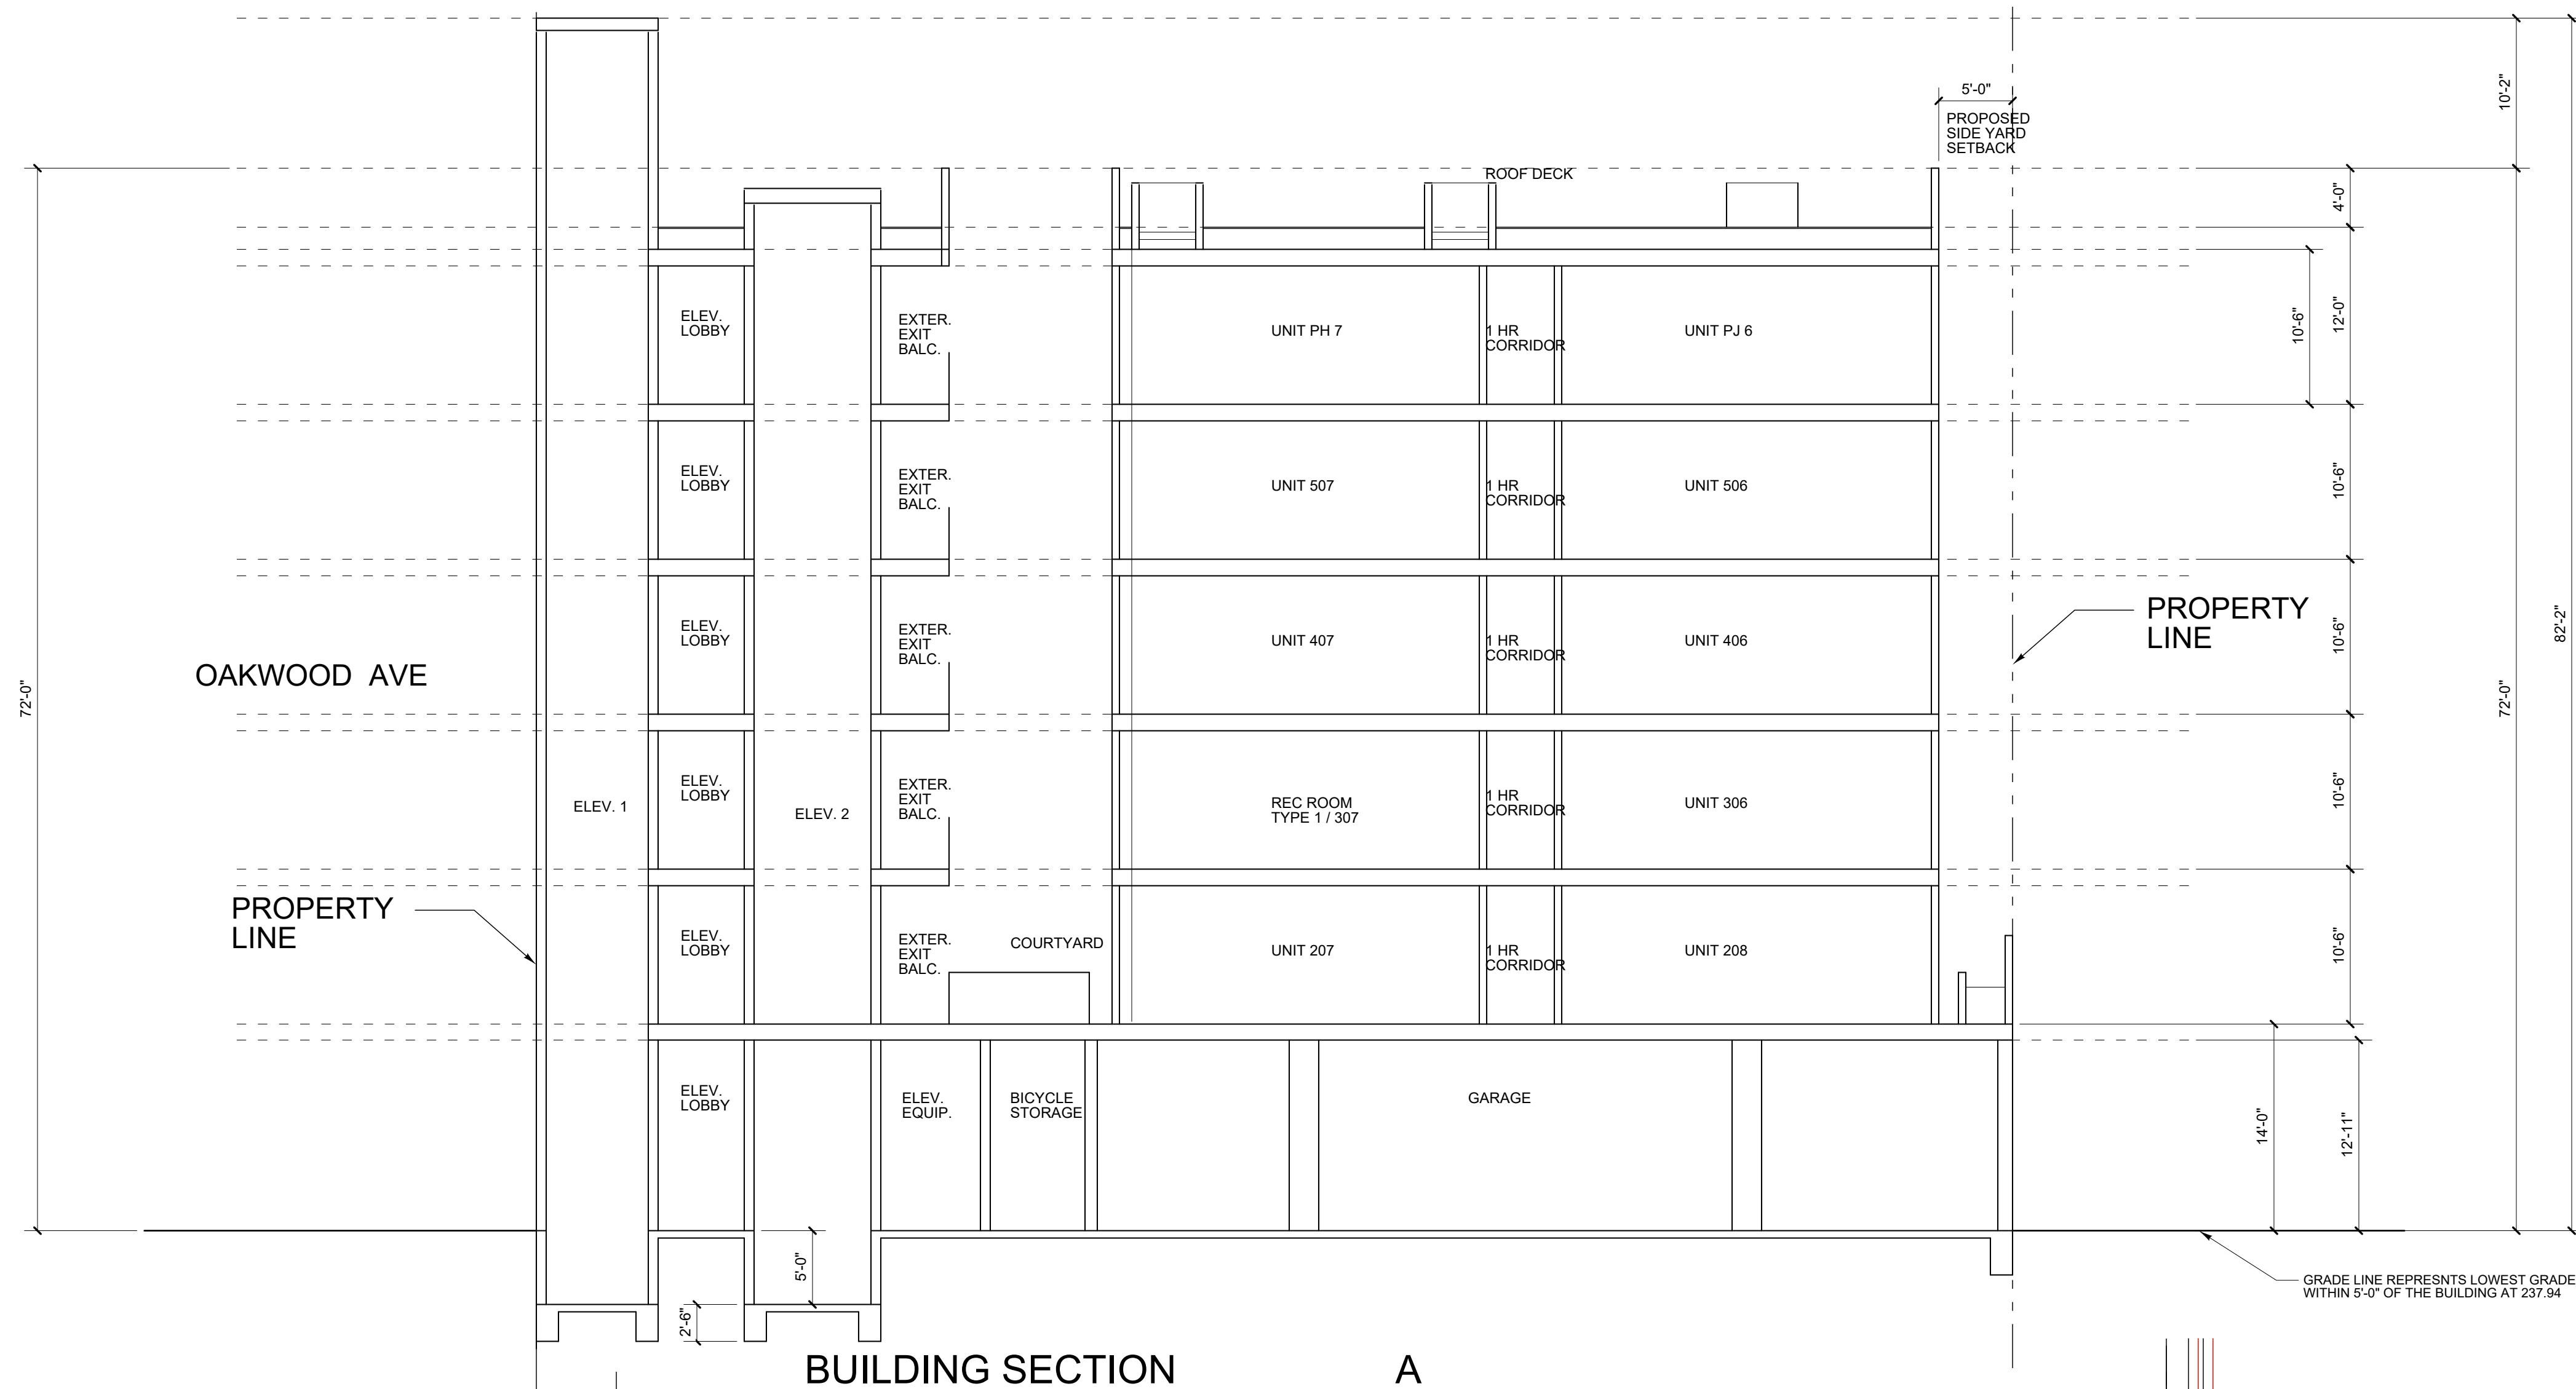 10'-2"
5'-0"
PROPOSED
SIDE YARD
SETBACK
ROOF DECK
4'-0"
ELEV.
LOBBY
EXTER.
EXIT
BALC.
UNIT PH 7
1 HR
CORRIDOR
UNIT PJ 6
10'-6"
12'-0"
ELEV.
LOBBY
EXTER.
EXIT
BALC.
UNIT 507
1 HR
CORRIDOR
UNIT 506
10'-6"
ELEV.
LOBBY
EXTER.
EXIT
BALC.
UNIT 407
1 HR
CORRIDOR
UNIT 406
PROPERTY
LINE
10'-6"
82'-2"
OAKWOOD AVE
72'-0"
72'-0"
ELEV.
LOBBY
EXTER.
EXIT
BALC.
ELEV. 1
ELEV. 2
REC ROOM
TYPE 1 / 307
1 HR
CORRIDOR
UNIT 306
10'-6"
PROPERTY
LINE
ELEV.
LOBBY
EXTER.
EXIT
BALC.
COURTYARD
UNIT 207
1 HR
CORRIDOR
UNIT 208
10'-6"
ELEV.
LOBBY
ELEV.
EQUIP.
BICYCLE
STORAGE
GARAGE
14'-0"
12'-11"
5'-0"
2'-6"
GRADE LINE REPRESNTS LOWEST GRADE
WITHIN 5'-0" OF THE BUILDING AT 237.94
BUILDING SECTION A